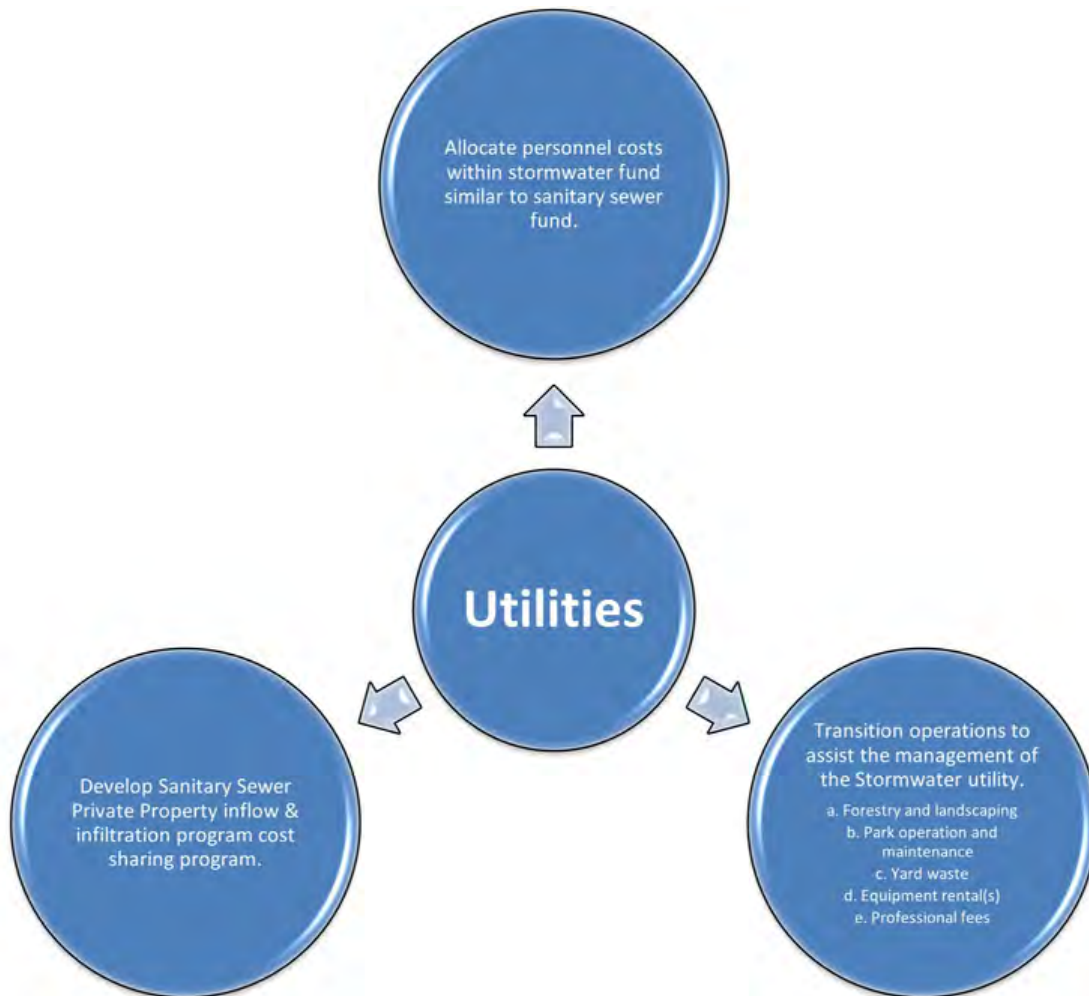 Allocate personnel costs
within stormwater fund
similar to sanitary sewer
fund.
Utilities
Transition operations to
assist the management of
the Stormwater utility.
a. Forestry and landscaping
b. Park operation and
maintenance
c. Yard waste
d. Equipment rental(s)
e. Professional fees
Develop Sanitary Sewer
Private Property inflow &
infiltration program cost
sharing program.